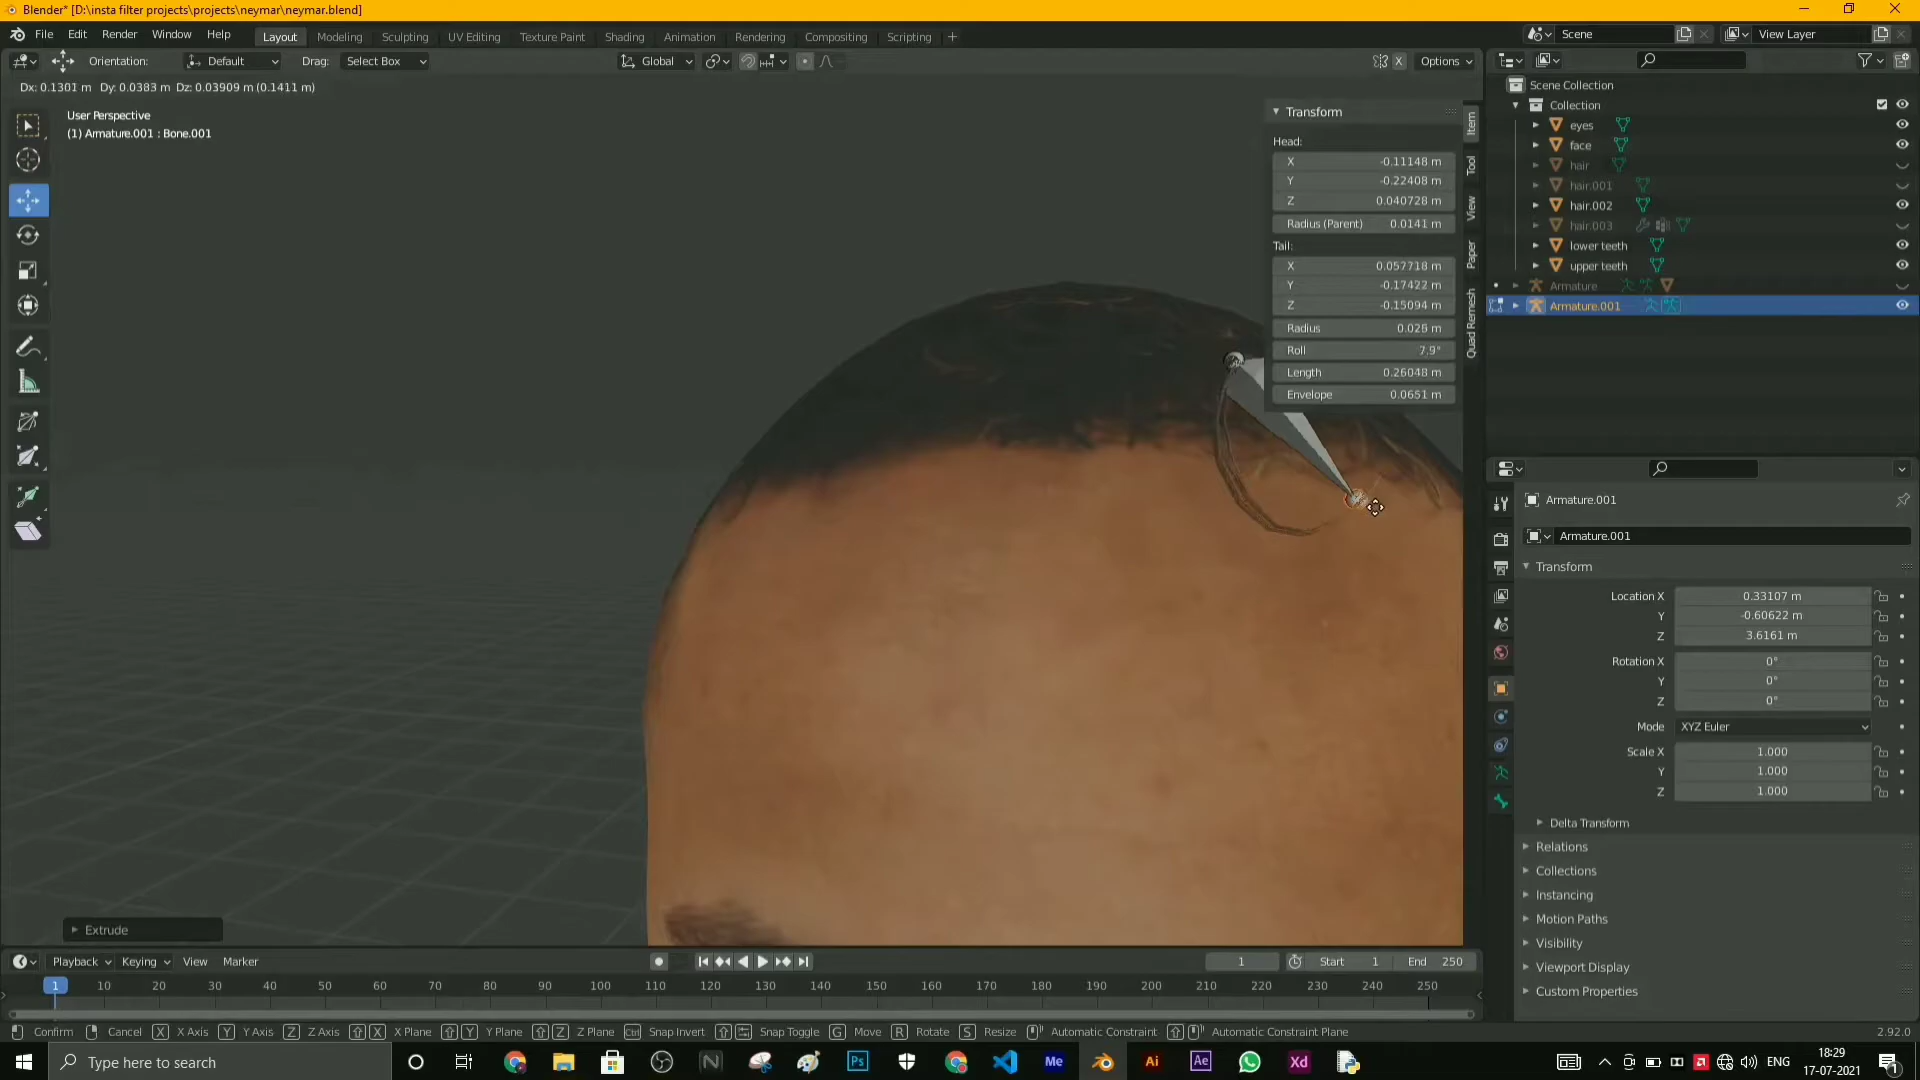 Blender* [D:\insta filter projects\projects\neymar\neymar.blend]
File Edit Render Window Help Layout Modeling Sculpting UV Editing Texture Paint Shading Animation Rendering Compositing Scripting + Scene View Layer
Orientation: Default Drag: Select Box Global X Options
Dx: 0.1301 m Dy: 0.0383 m Dz: 0.03909 m (0.1411 m)
User Perspective
(1) Armature.001 : Bone.001
Transform
Head:
X -0.11148 m
Y -0.22408 m
Z 0.040728 m
Radius (Parent) 0.0141 m
Tail:
X 0.057718 m
Y -0.17422 m
Z -0.15094 m
Radius 0.026 m
Roll 7.9°
Length 0.26048 m
Envelope 0.0651 m
Item
Tool
View
Paper
Quad Remesh
Scene Collection
Collection
eyes
face
hair
hair.001
hair.002
hair.003
lower teeth
upper teeth
Armature
Armature.001
Armature.001
Armature.001
Transform
Location X 0.33107 m
Y -0.60622 m
Z 3.6161 m
Rotation X 0°
Y 0°
Z 0°
Mode XYZ Euler
Scale X 1.000
Y 1.000
Z 1.000
Delta Transform
Relations
Collections
Instancing
Motion Paths
Visibility
Viewport Display
Custom Properties
Extrude
Playback Keying View Marker 1 Start 1 End 250
1 10 20 30 40 50 60 70 80 90 100 110 120 130 140 150 160 170 180 190 200 210 220 230 240 250
Confirm Cancel X X Axis Y Y Axis Z Z Axis X X Plane Y Y Plane Z Z Plane Ctrl Snap Invert Snap Toggle G Move R Rotate S Resize Automatic Constraint Automatic Constraint Plane 2.92.0
Type here to search N Ps Me Ai Ae Xd ENG 18:29
17-07-2021